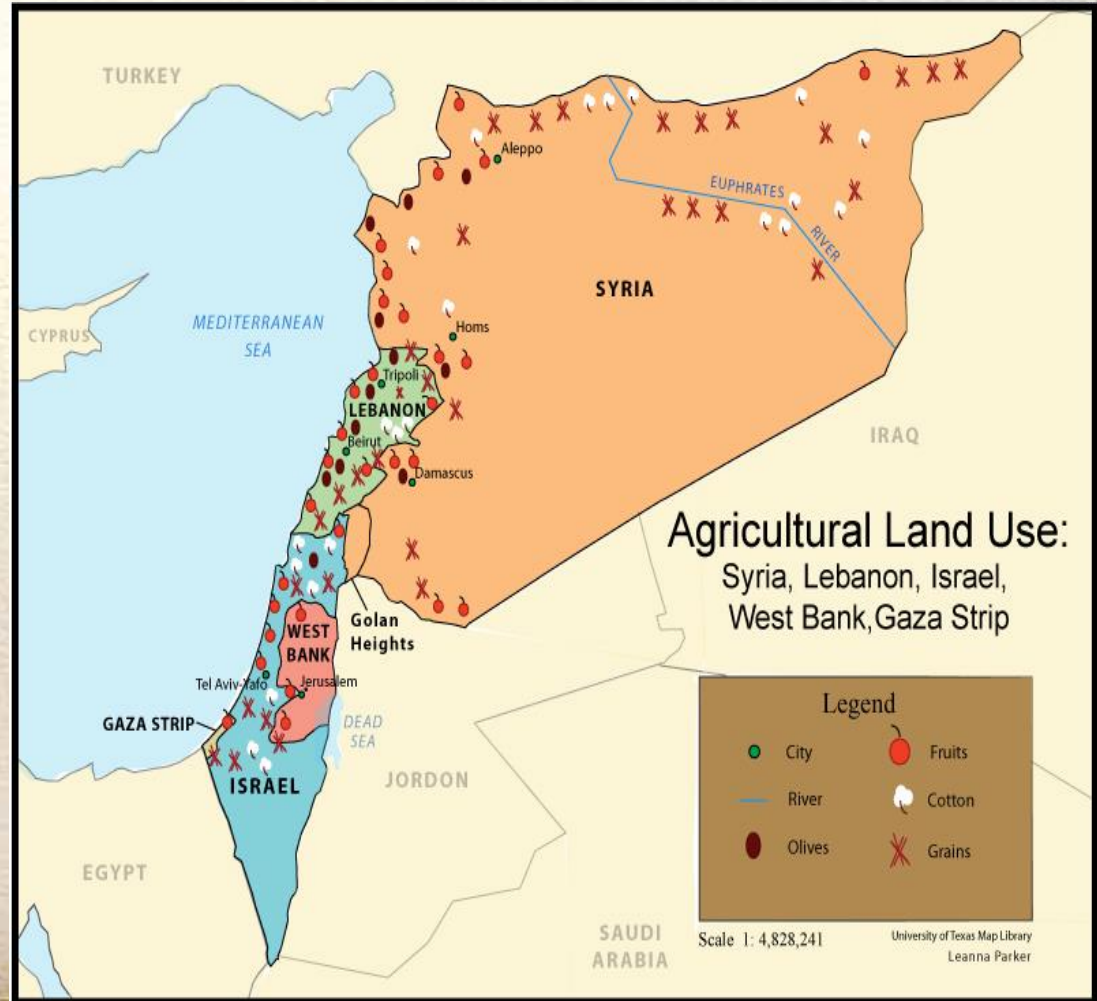 TURKEY
Aleppo
EUPHRATES
RIVER
SYRIA
MEDITERRANEAN
SEA
CYPRUS
Homs
Tripoli
LEBANON
Beirut
IRAQ
Damascus
Agricultural Land Use:
Syria, Lebanon, Israel,
West Bank,Gaza Strip
Golan
Heights
WEST
BANK
Tel Aviv-Yafo
Jerusalem
GAZA STRIP
DEAD
SEA
ISRAEL
JORDON
EGYPT
SAUDI
ARABIA
Legend
City
Fruits
River
Cotton
Olives
Grains
Scale 1: 4,828,241
University of Texas Map Library
Leanna Parker